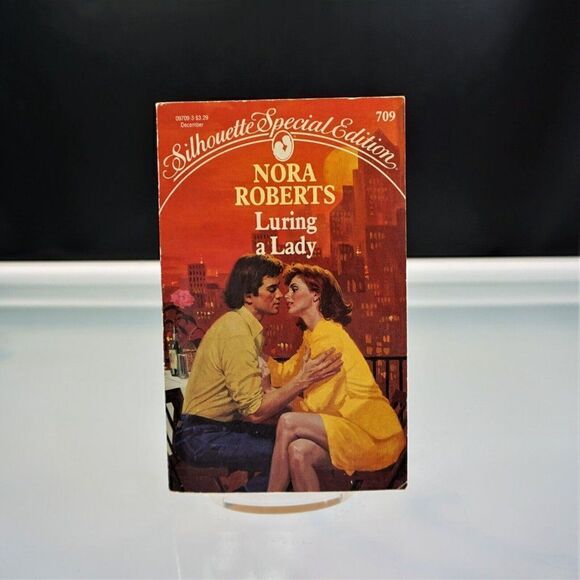 09709-3 $3.29
December
709
Silhouette Special Edition
NORA
ROBERTS
Luring
a Lady